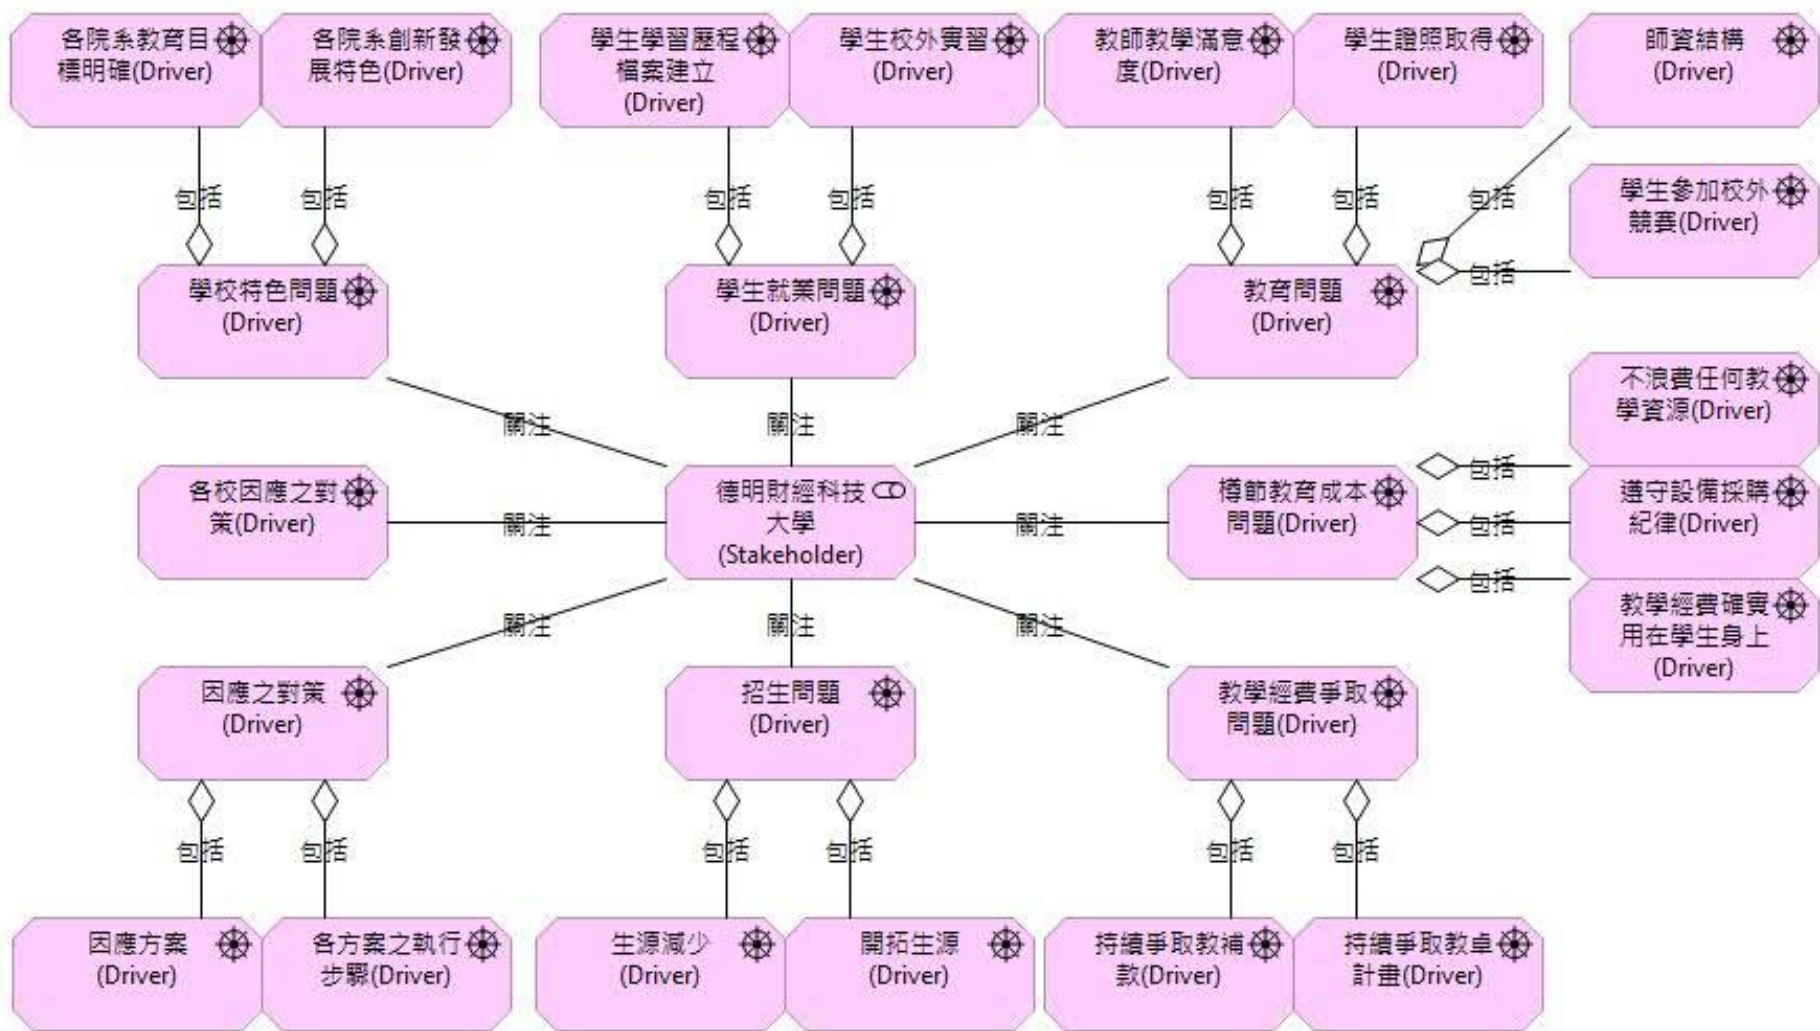 各院系教育目
標明確(Driver)
各院系創新發
展特色(Driver)
學生學習歷程
檔案建立
(Driver)
學生校外實習
(Driver)
教師教學滿意
度(Driver)
學生證照取得
(Driver)
師資結構
(Driver)
包括
包括
包括
包括
包括
包括
包括
學生參加校外
競賽(Driver)
包括
學校特色問題
(Driver)
學生就業問題
(Driver)
教育問題
(Driver)
不浪費任何教
學資源(Driver)
關注
關注
關注
包括
各校因應之對
策(Driver)
關注
德明財經科技
大學
(Stakeholder)
關注
樽節教育成本
問題(Driver)
包括
遵守設備採購
紀律(Driver)
包括
教學經費確實
用在學生身上
(Driver)
關注
關注
關注
因應之對策
(Driver)
招生問題
(Driver)
教學經費爭取
問題(Driver)
包括
包括
包括
包括
包括
包括
因應方案
(Driver)
各方案之執行
步驟(Driver)
生源減少
(Driver)
開拓生源
(Driver)
持續爭取教補
款(Driver)
持續爭取教卓
計畫(Driver)